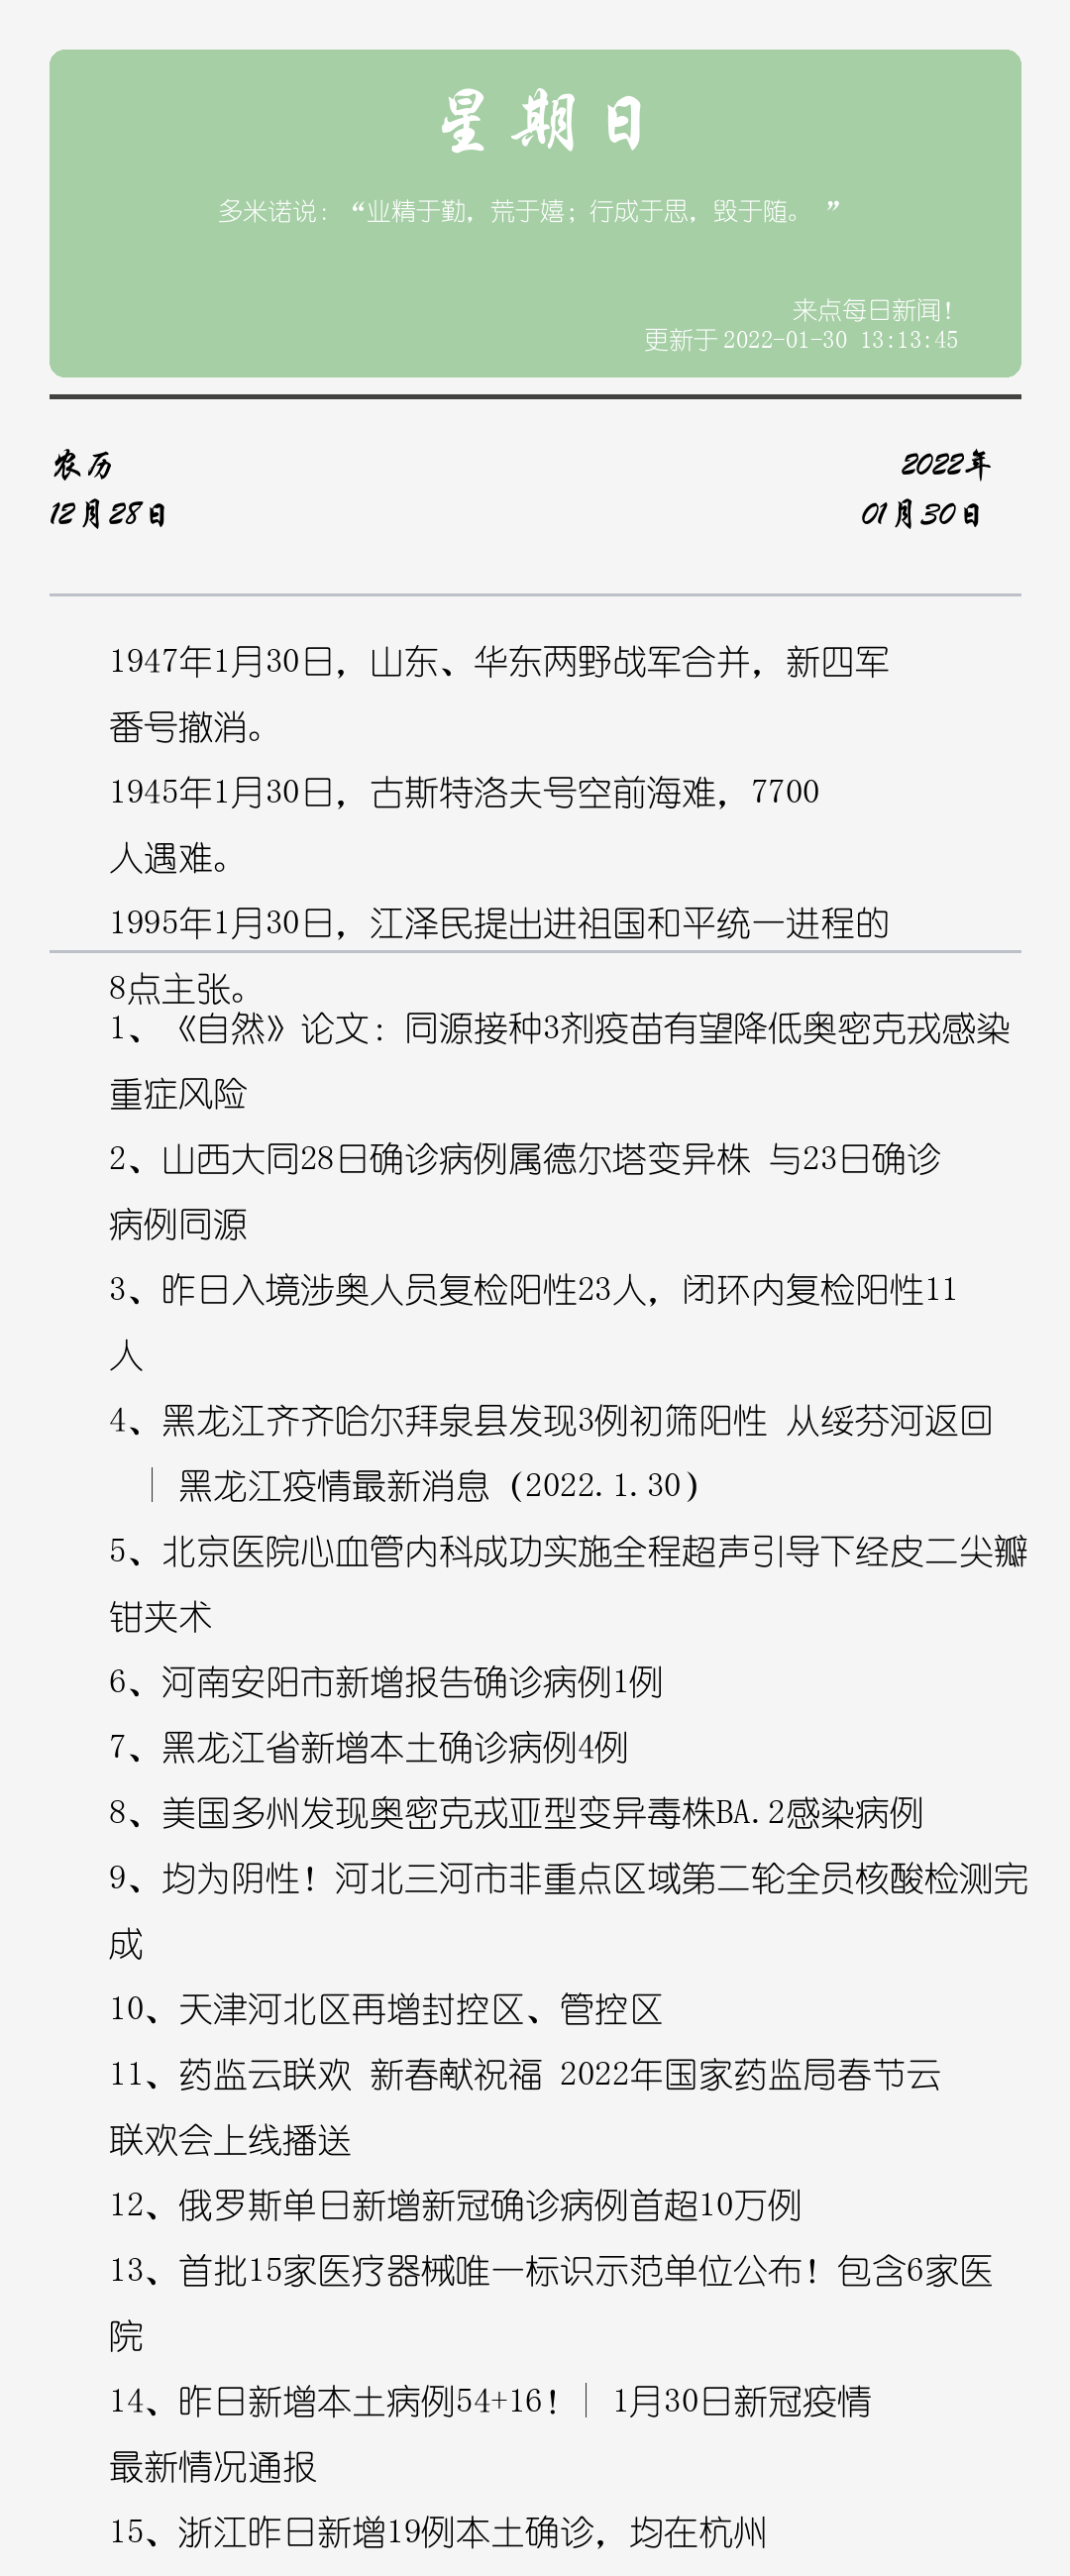 星期日
多米诺说：“业精于勤，荒于嬉；行成于思，毁于随。 ”
来点每日新闻！
更新于 2022-01-30 13:13:45
农历
12月28日
2022年
01月30日
1947年1月30日，山东、华东两野战军合并，新四军
番号撤消。
1945年1月30日，古斯特洛夫号空前海难，7700
人遇难。
1995年1月30日，江泽民提出进祖国和平统一进程的
8点主张。
1、《自然》论文：同源接种3剂疫苗有望降低奥密克戎感染
重症风险
2、山西大同28日确诊病例属德尔塔变异株 与23日确诊
病例同源
3、昨日入境涉奥人员复检阳性23人，闭环内复检阳性11
人
4、黑龙江齐齐哈尔拜泉县发现3例初筛阳性 从绥芬河返回
｜ 黑龙江疫情最新消息（2022.1.30）
5、北京医院心血管内科成功实施全程超声引导下经皮二尖瓣
钳夹术
6、河南安阳市新增报告确诊病例1例
7、黑龙江省新增本土确诊病例4例
8、美国多州发现奥密克戎亚型变异毒株BA.2感染病例
9、均为阴性！河北三河市非重点区域第二轮全员核酸检测完
成
10、天津河北区再增封控区、管控区
11、药监云联欢 新春献祝福 2022年国家药监局春节云
联欢会上线播送
12、俄罗斯单日新增新冠确诊病例首超10万例
13、首批15家医疗器械唯一标识示范单位公布！包含6家医
院
14、昨日新增本土病例54+16！｜ 1月30日新冠疫情
最新情况通报
15、浙江昨日新增19例本土确诊，均在杭州